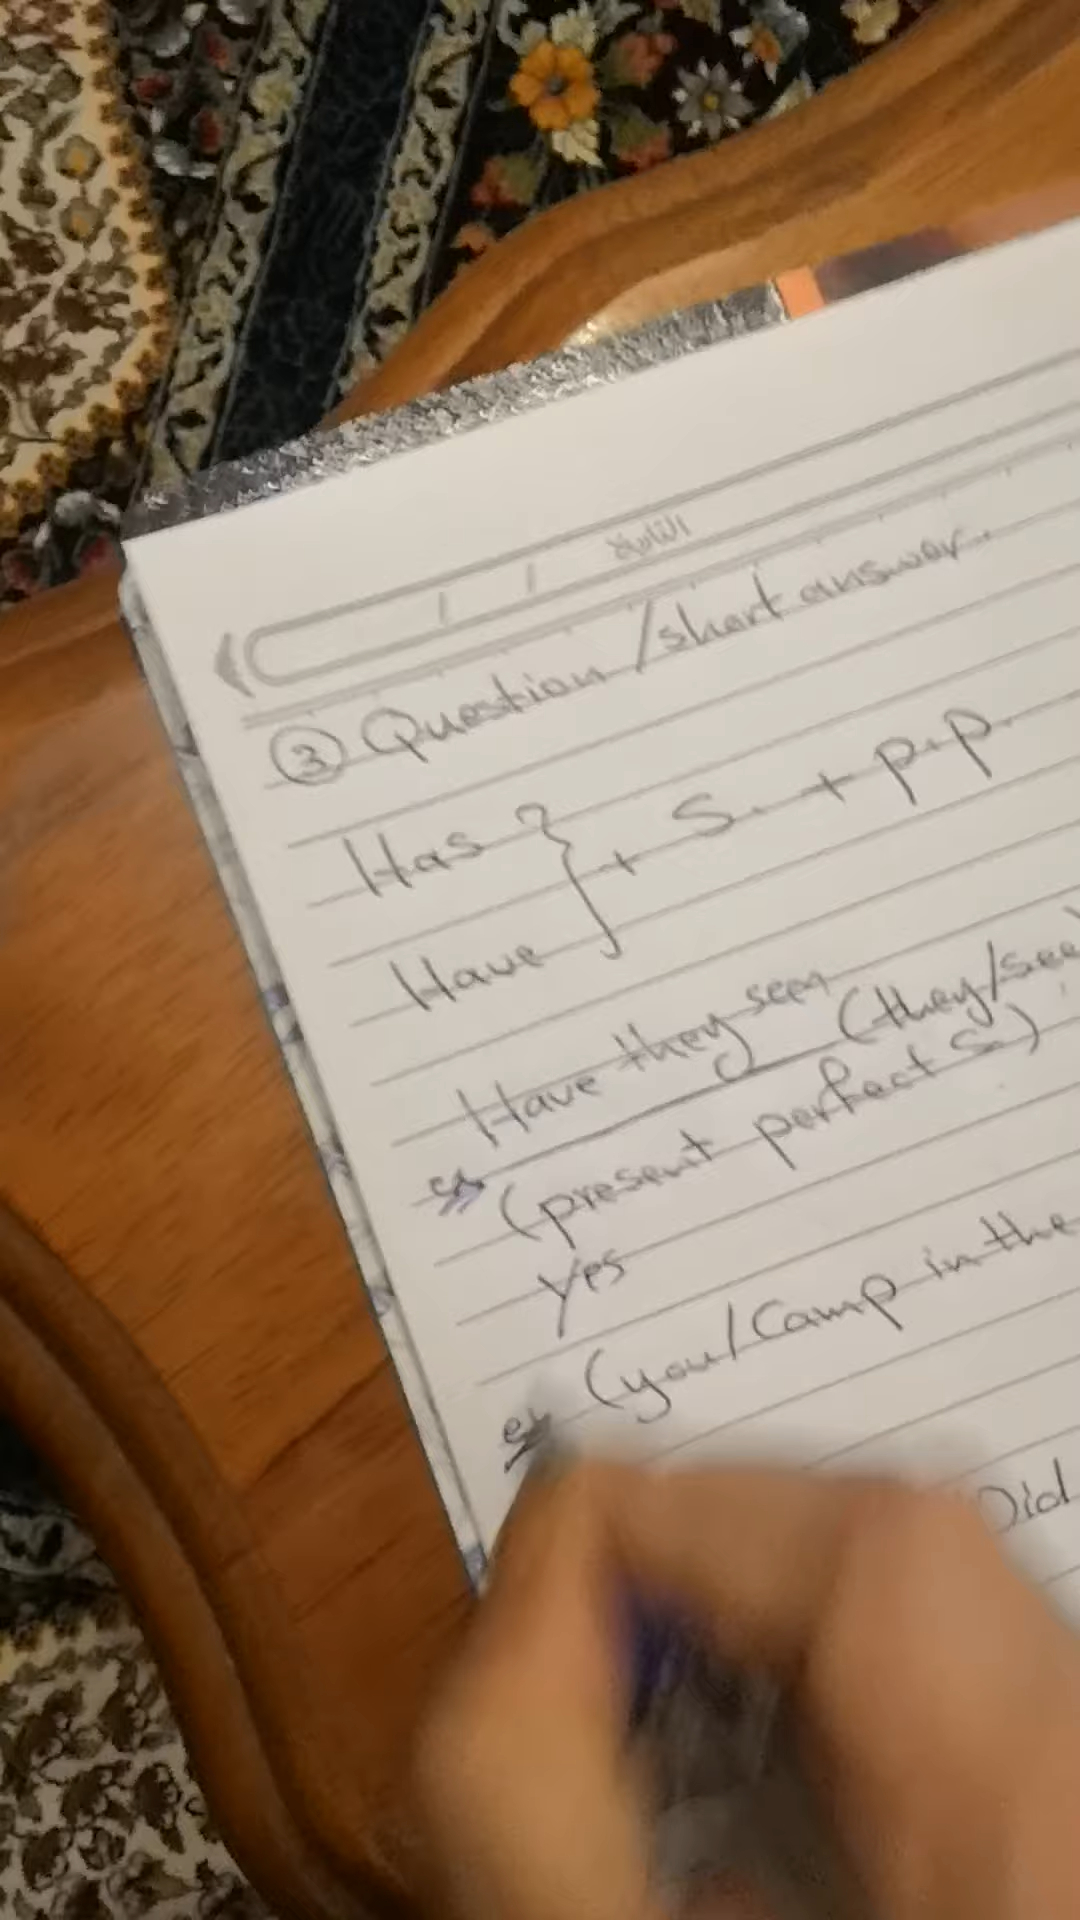 التاريخ / /
③ Question / short answer.
Has } + S. + p.p.
Have
Have they seen (they/see)
ex (present perfect S.)
yes
ex (you/Camp in the
Did